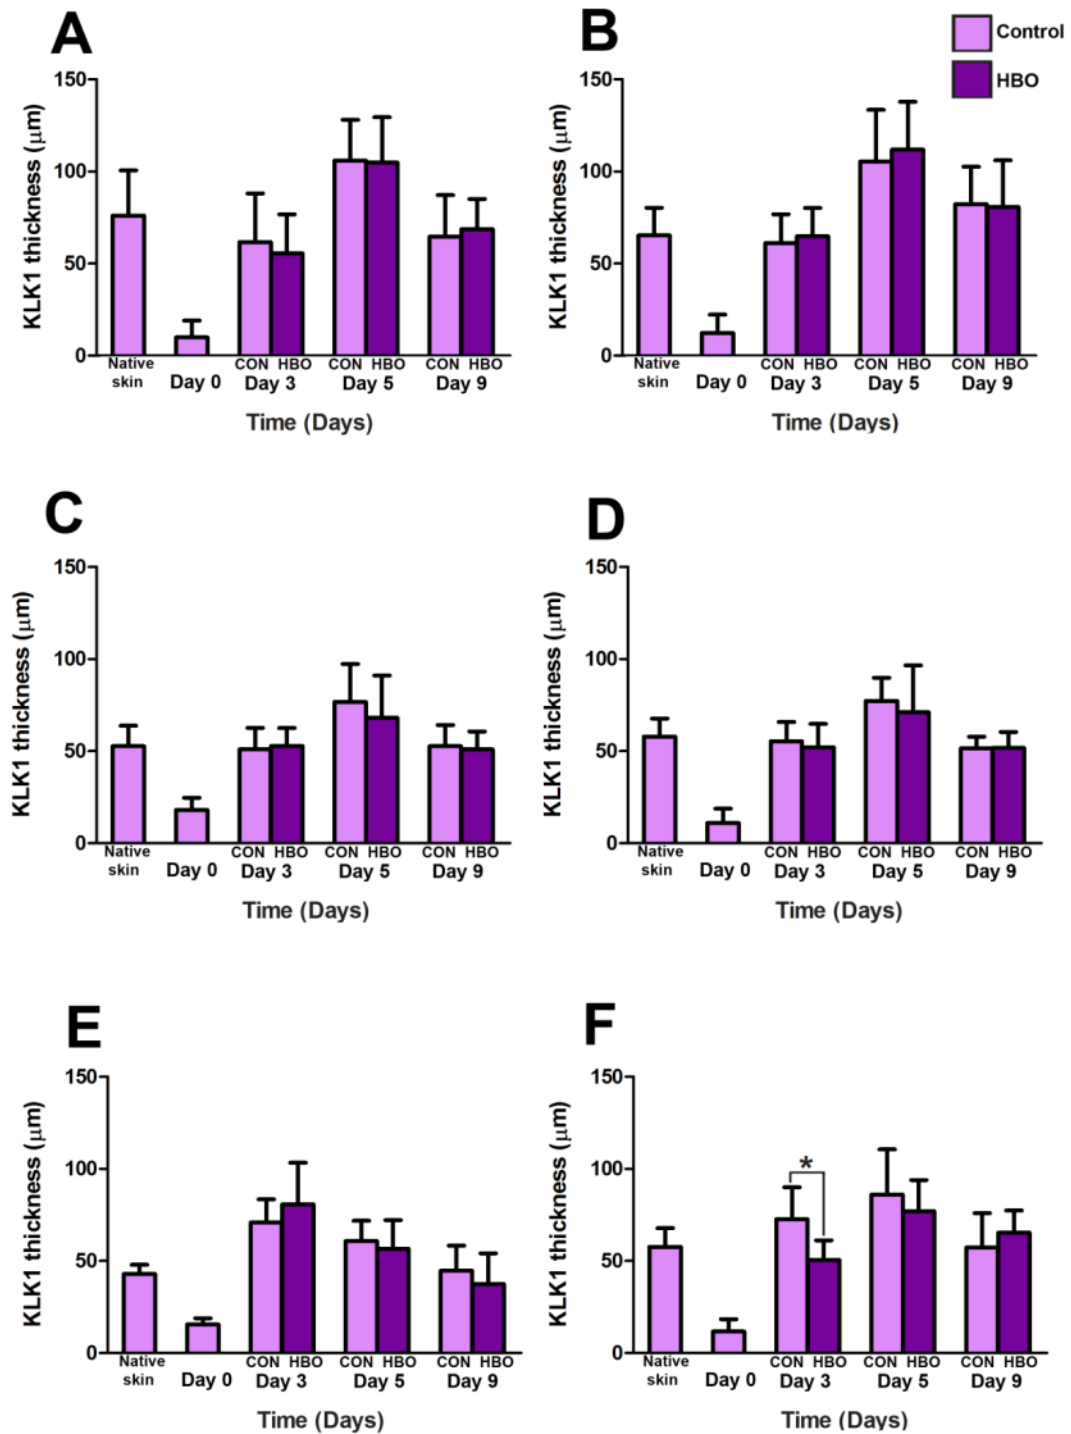 A
B
Control
HBO
KLK1 thickness (μm)
150
100
50
0
Native skin
Day 0
CON HBO
Day 3
CON HBO
Day 5
CON HBO
Day 9
Time (Days)
KLK1 thickness (μm)
150
100
50
0
Native skin
Day 0
CON HBO
Day 3
CON HBO
Day 5
CON HBO
Day 9
Time (Days)
C
KLK1 thickness (μm)
150
100
50
0
Native skin
Day 0
CON HBO
Day 3
CON HBO
Day 5
CON HBO
Day 9
Time (Days)
D
KLK1 thickness (μm)
150
100
50
0
Native skin
Day 0
CON HBO
Day 3
CON HBO
Day 5
CON HBO
Day 9
Time (Days)
E
KLK1 thickness (μm)
150
100
50
0
Native skin
Day 0
CON HBO
Day 3
CON HBO
Day 5
CON HBO
Day 9
Time (Days)
F
KLK1 thickness (μm)
150
100
50
0
*
Native skin
Day 0
CON HBO
Day 3
CON HBO
Day 5
CON HBO
Day 9
Time (Days)